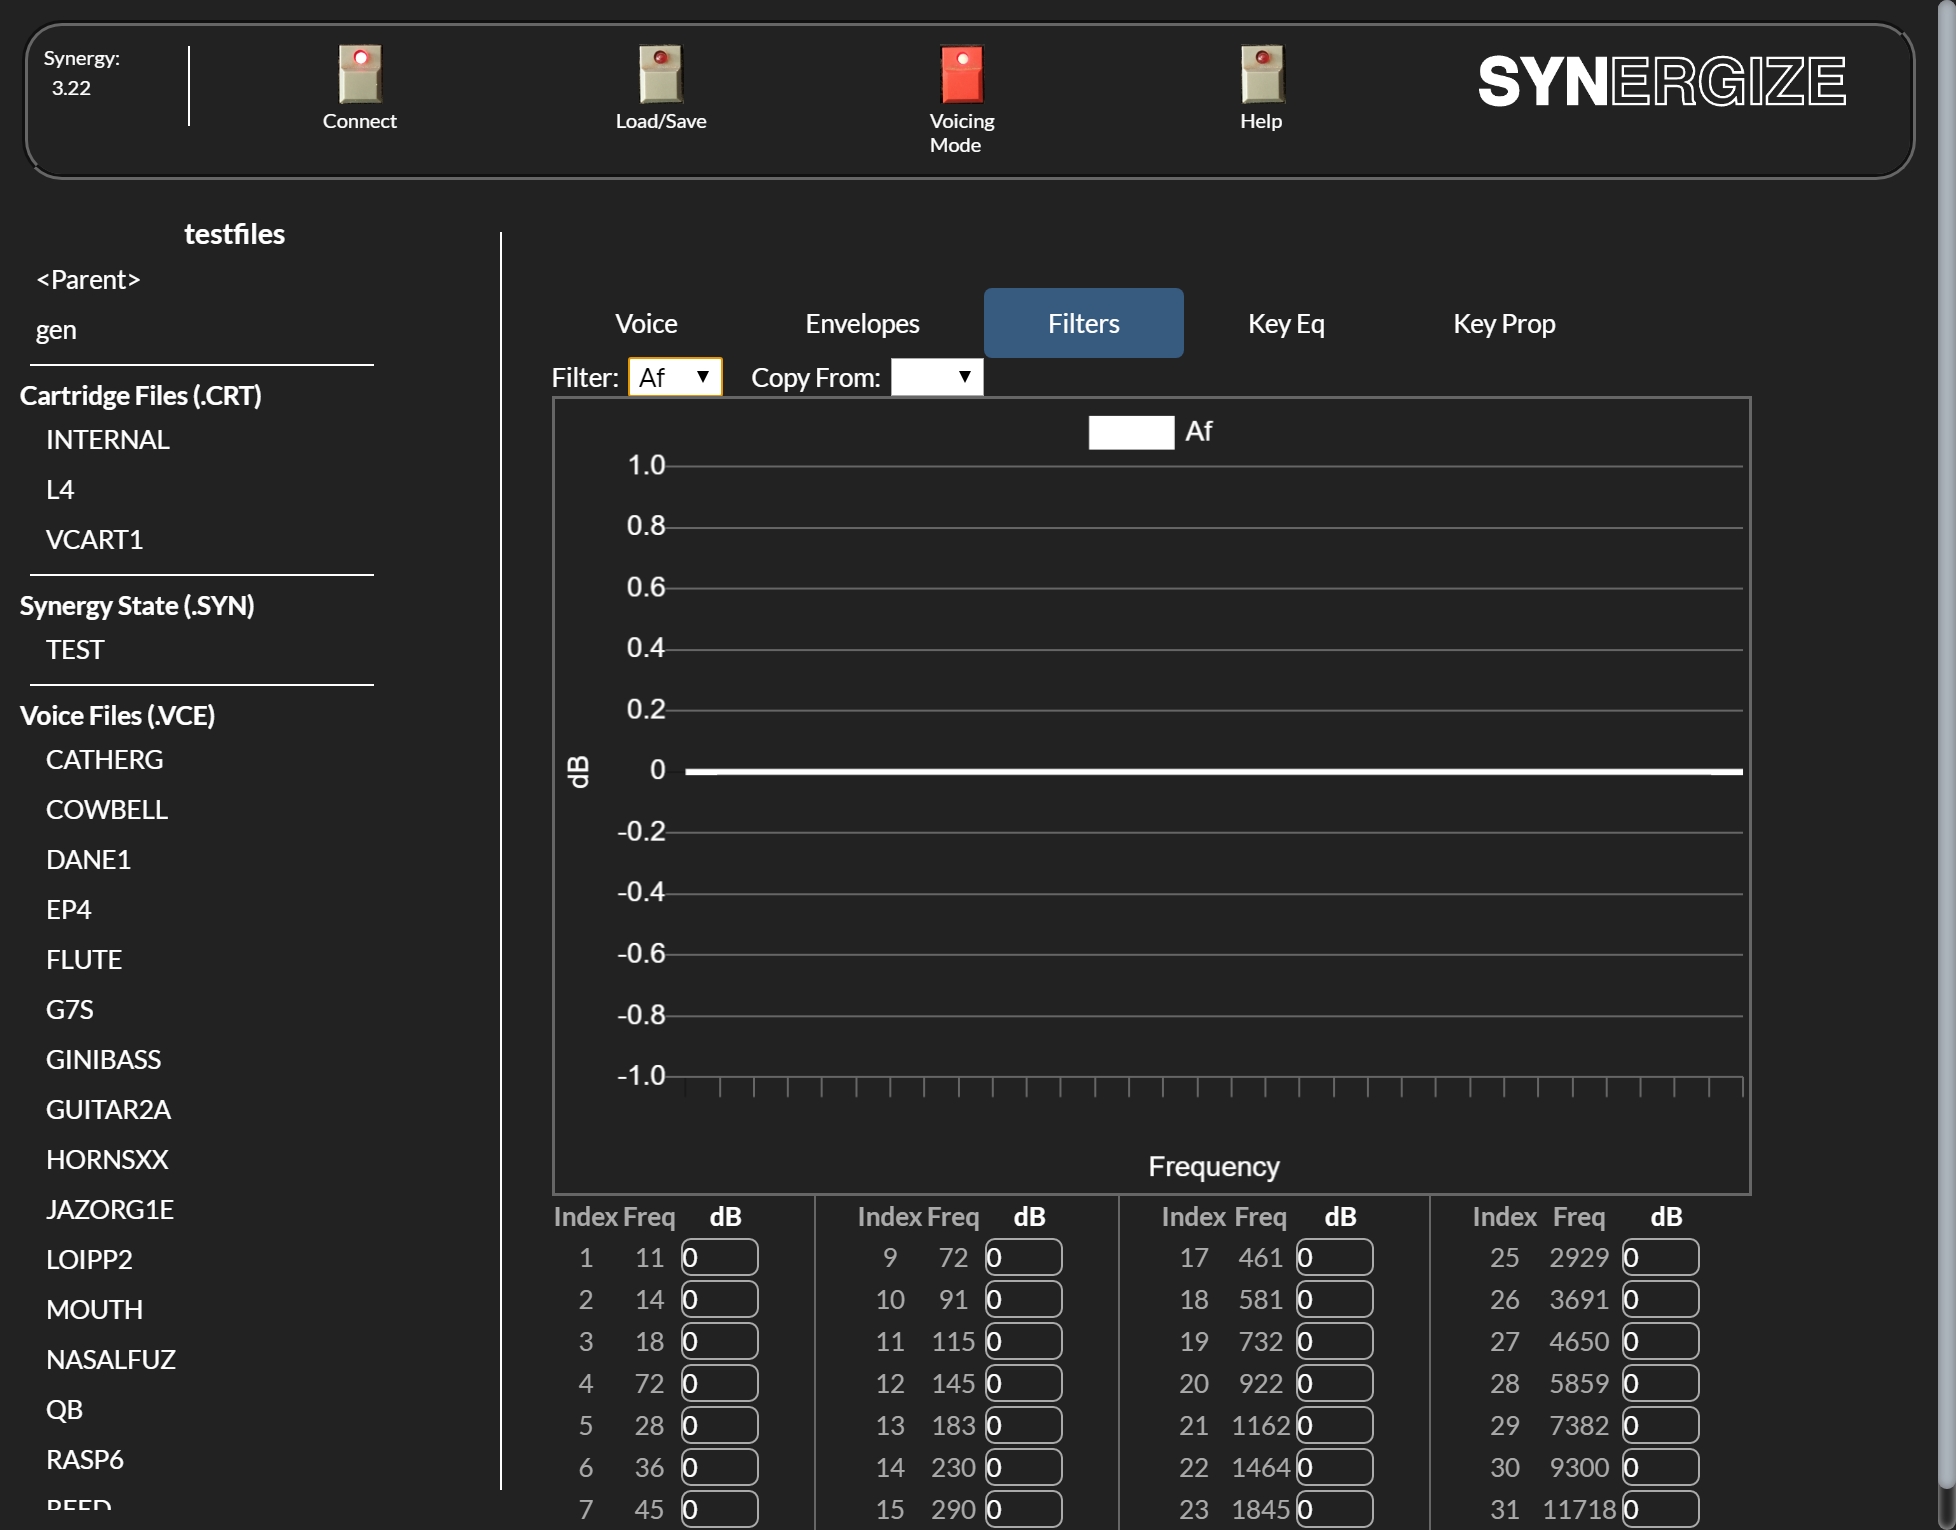 Synergy:
3.22
Connect
Load/Save
Voicing
Mode
Help
SYNERGIZE
testfiles
<Parent>
gen
Cartridge Files (.CRT)
INTERNAL
L4
VCART1
Synergy State (.SYN)
TEST
Voice Files (.VCE)
CATHERG
COWBELL
DANE1
EP4
FLUTE
G7S
GINIBASS
GUITAR2A
HORNSXX
JAZORG1E
LOIPP2
MOUTH
NASALFUZ
QB
RASP6
REED
Voice Envelopes Filters Key Eq Key Prop
Filter: Af Copy From:
Af
1.0
0.8
0.6
0.4
0.2
0
-0.2
-0.4
-0.6
-0.8
-1.0
dB
Frequency
Index Freq dB Index Freq dB Index Freq dB Index Freq dB
1 11 0 9 72 0 17 461 0 25 2929 0
2 14 0 10 91 0 18 581 0 26 3691 0
3 18 0 11 115 0 19 732 0 27 4650 0
4 72 0 12 145 0 20 922 0 28 5859 0
5 28 0 13 183 0 21 1162 0 29 7382 0
6 36 0 14 230 0 22 1464 0 30 9300 0
7 45 0 15 290 0 23 1845 0 31 11718 0